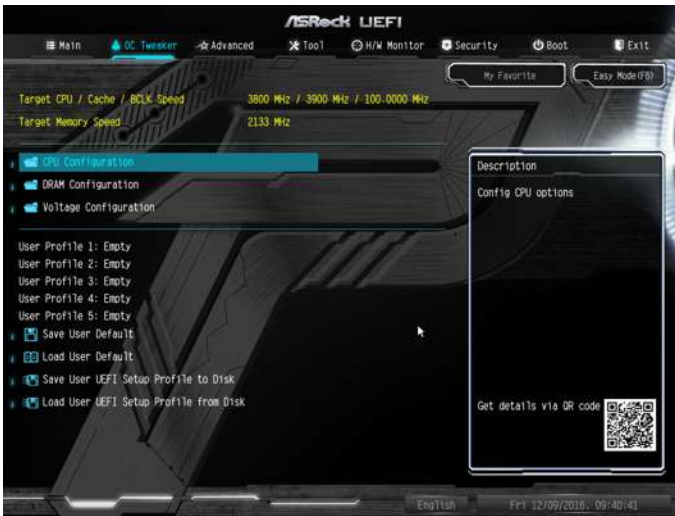 ASRock UEFI
Main OC Tweaker Advanced Tool H/W Monitor Security Boot Exit
My Favorite Easy Mode(F6)
Target CPU / Cache / BCLK Speed 3800 MHz / 3900 MHz / 100.0000 MHz
Target Memory Speed 2133 MHz
CPU Configuration
DRAM Configuration
Voltage Configuration
Description
Config CPU options
User Profile 1: Empty
User Profile 2: Empty
User Profile 3: Empty
User Profile 4: Empty
User Profile 5: Empty
Save User Default
Load User Default
Save User UEFI Setup Profile to Disk
Load User UEFI Setup Profile from Disk
Get details via QR code
English Fri 12/09/2016. 09:40:41